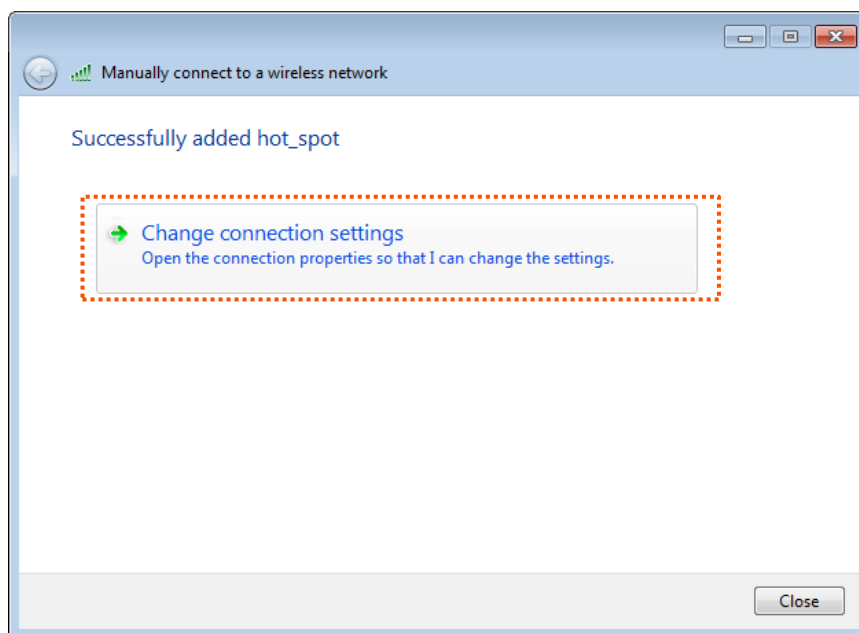 Manually connect to a wireless network
Successfully added hot_spot
Change connection settings
Open the connection properties so that I can change the settings.
Close